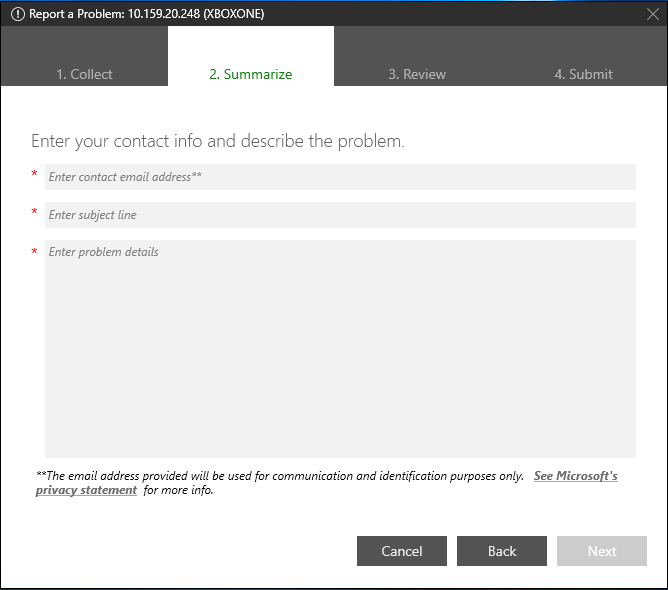 Report a Problem: 10.159.20.248 (XBOXONE)
1. Collect
2. Summarize
3. Review
4. Submit
Enter your contact info and describe the problem.
* Enter contact email address**
* Enter subject line
* Enter problem details
**The email address provided will be used for communication and identification purposes only. See Microsoft's
privacy statement for more info.
Cancel
Back
Next